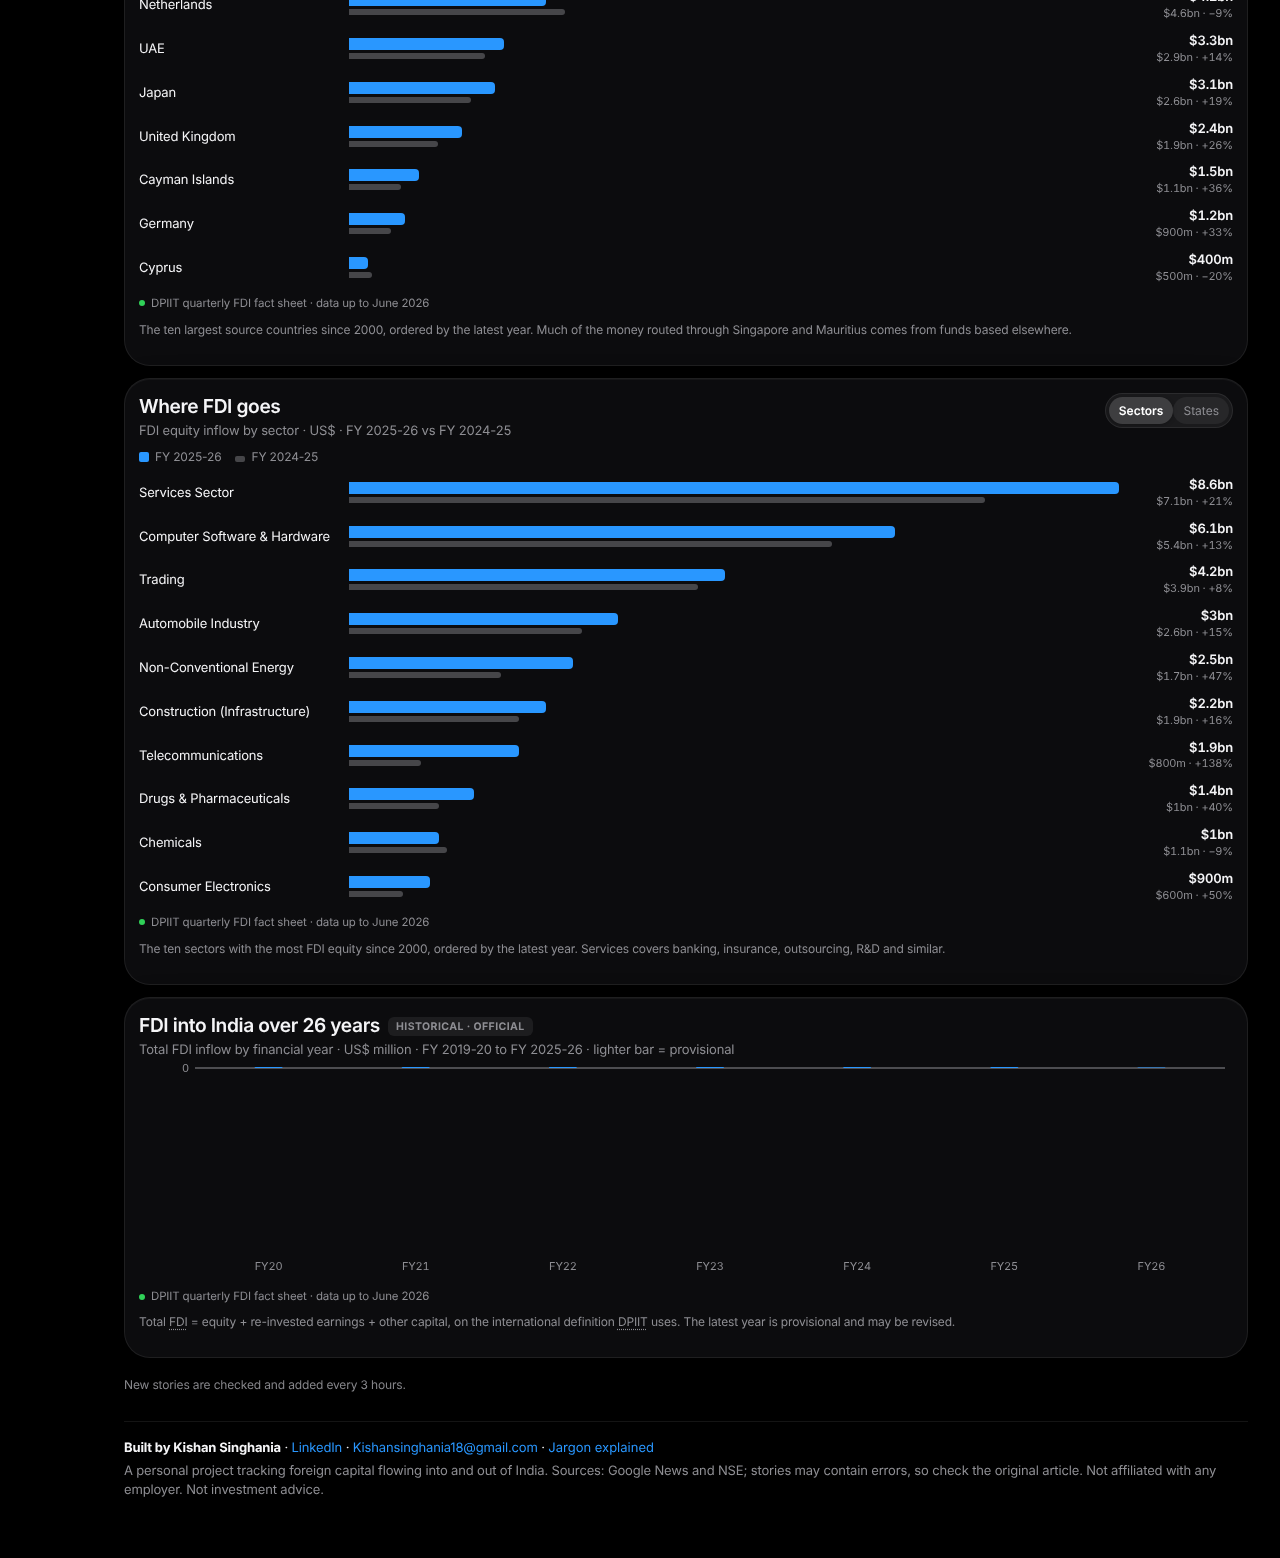 Netherlands
$4.6bn · −9%
UAE
$3.3bn
$2.9bn · +14%
Japan
$3.1bn
$2.6bn · +19%
United Kingdom
$2.4bn
$1.9bn · +26%
Cayman Islands
$1.5bn
$1.1bn · +36%
Germany
$1.2bn
$900m · +33%
Cyprus
$400m
$500m · −20%
DPIIT quarterly FDI fact sheet · data up to June 2026
The ten largest source countries since 2000, ordered by the latest year. Much of the money routed through Singapore and Mauritius comes from funds based elsewhere.
Where FDI goes
Sectors
States
FDI equity inflow by sector · US$ · FY 2025-26 vs FY 2024-25
FY 2025-26
FY 2024-25
Services Sector
$8.6bn
$7.1bn · +21%
Computer Software & Hardware
$6.1bn
$5.4bn · +13%
Trading
$4.2bn
$3.9bn · +8%
Automobile Industry
$3bn
$2.6bn · +15%
Non-Conventional Energy
$2.5bn
$1.7bn · +47%
Construction (Infrastructure)
$2.2bn
$1.9bn · +16%
Telecommunications
$1.9bn
$800m · +138%
Drugs & Pharmaceuticals
$1.4bn
$1bn · +40%
Chemicals
$1bn
$1.1bn · −9%
Consumer Electronics
$900m
$600m · +50%
DPIIT quarterly FDI fact sheet · data up to June 2026
The ten sectors with the most FDI equity since 2000, ordered by the latest year. Services covers banking, insurance, outsourcing, R&D and similar.
FDI into India over 26 years HISTORICAL · OFFICIAL
Total FDI inflow by financial year · US$ million · FY 2019-20 to FY 2025-26 · lighter bar = provisional
0
FY20 FY21 FY22 FY23 FY24 FY25 FY26
DPIIT quarterly FDI fact sheet · data up to June 2026
Total FDI = equity + re-invested earnings + other capital, on the international definition DPIIT uses. The latest year is provisional and may be revised.
New stories are checked and added every 3 hours.
Built by Kishan Singhania · LinkedIn · Kishansinghania18@gmail.com · Jargon explained
A personal project tracking foreign capital flowing into and out of India. Sources: Google News and NSE; stories may contain errors, so check the original article. Not affiliated with any
employer. Not investment advice.